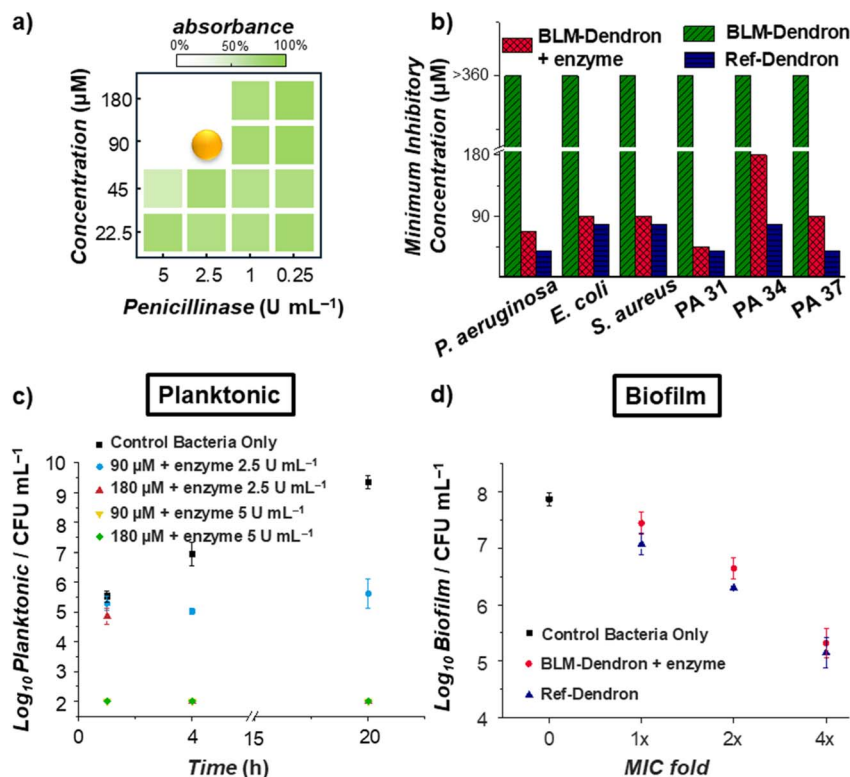 a)
absorbance
0% 50% 100%
Concentration (µM)
180
90
45
22.5
5 2.5 1 0.25
Penicillinase (U mL⁻¹)
b)
BLM-Dendron + enzyme
BLM-Dendron
Ref-Dendron
Minimum Inhibitory
Concentration (µM)
>360
180
90
P. aeruginosa
E. coli
S. aureus
PA 31
PA 34
PA 37
c)
Planktonic
Control Bacteria Only
90 µM + enzyme 2.5 U mL⁻¹
180 µM + enzyme 2.5 U mL⁻¹
90 µM + enzyme 5 U mL⁻¹
180 µM + enzyme 5 U mL⁻¹
Log₁₀ Planktonic / CFU mL⁻¹
10
9
8
7
6
5
4
3
2
0 4 15 20
Time (h)
d)
Biofilm
Log₁₀ Biofilm / CFU mL⁻¹
8
7
6
5
4
Control Bacteria Only
BLM-Dendron + enzyme
Ref-Dendron
0 1x 2x 4x
MIC fold